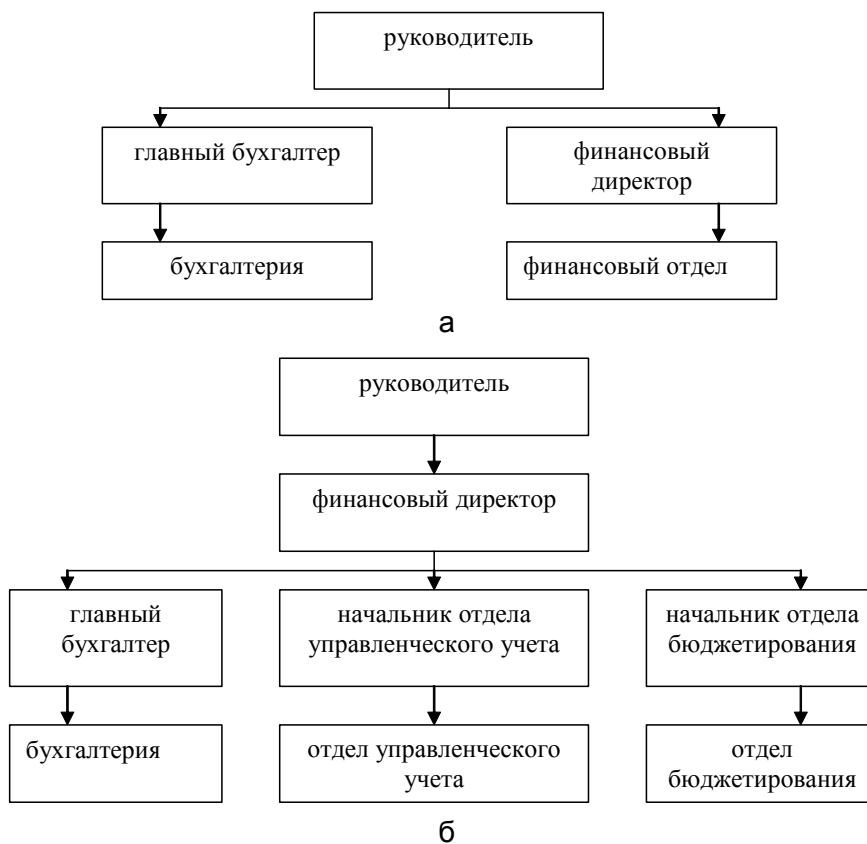 руководитель
главный бухгалтер
финансовый
директор
бухгалтерия
финансовый отдел
а
руководитель
финансовый директор
главный
бухгалтер
начальник отдела
управленческого учета
начальник отдела
бюджетирования
бухгалтерия
отдел управленческого
учета
отдел
бюджетирования
б